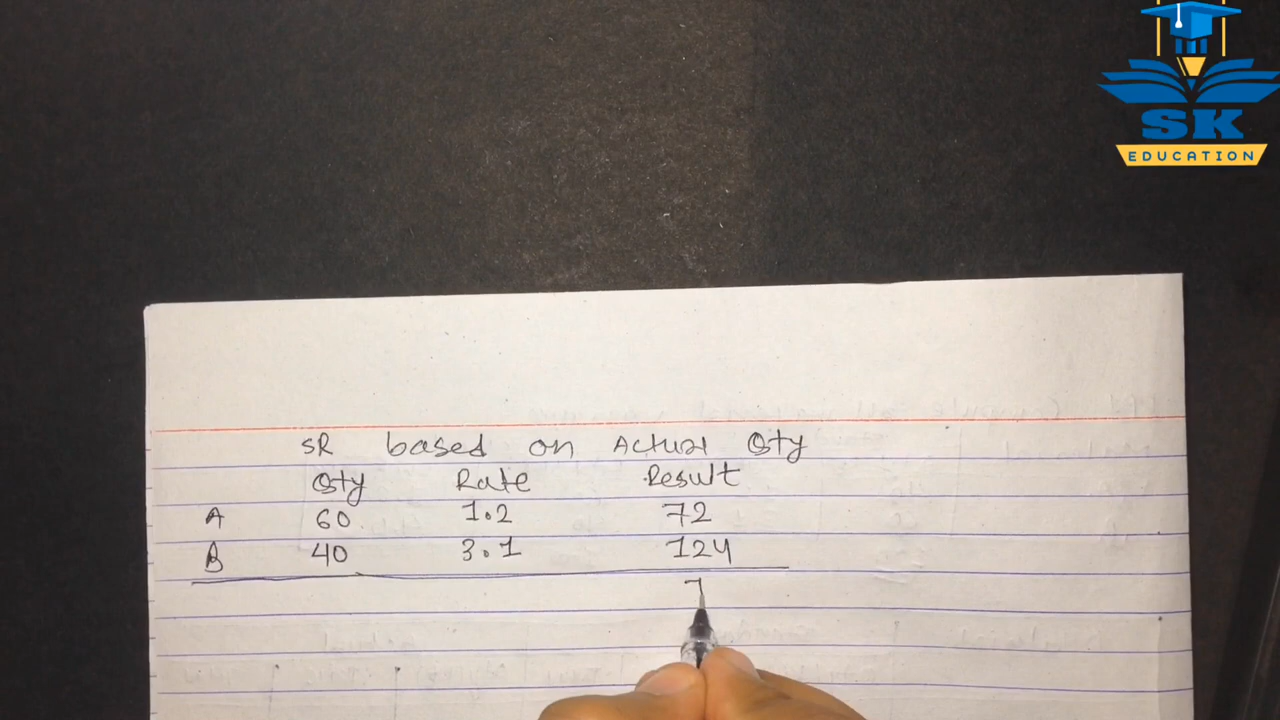 SK
EDUCATION
SR based on Actual Qty
Qty Rate Result
A 60 1.2 72
B 40 3.1 124